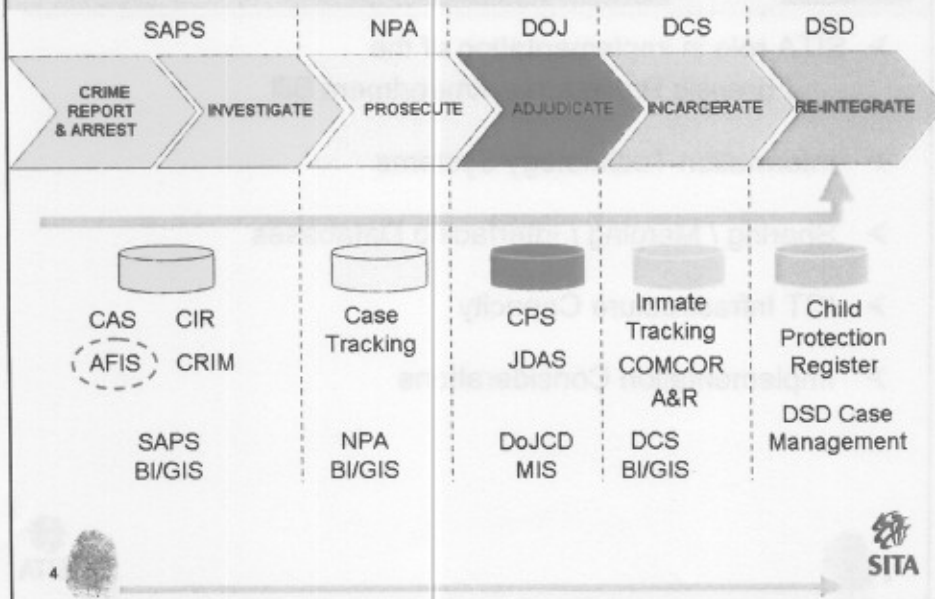 SAPS NPA DOJ DCS DSD
CRIME
REPORT
& ARREST
INVESTIGATE
PROSECUTE
ADJUDICATE
INCARCERATE
RE-INTEGRATE
CAS CIR
AFIS CRIM
SAPS
BI/GIS
Case
Tracking
NPA
BI/GIS
CPS
JDAS
DoJCD
MIS
Inmate
Tracking
COMCOR
A&R
DCS
BI/GIS
Child
Protection
Register
DSD Case
Management
4
SITA